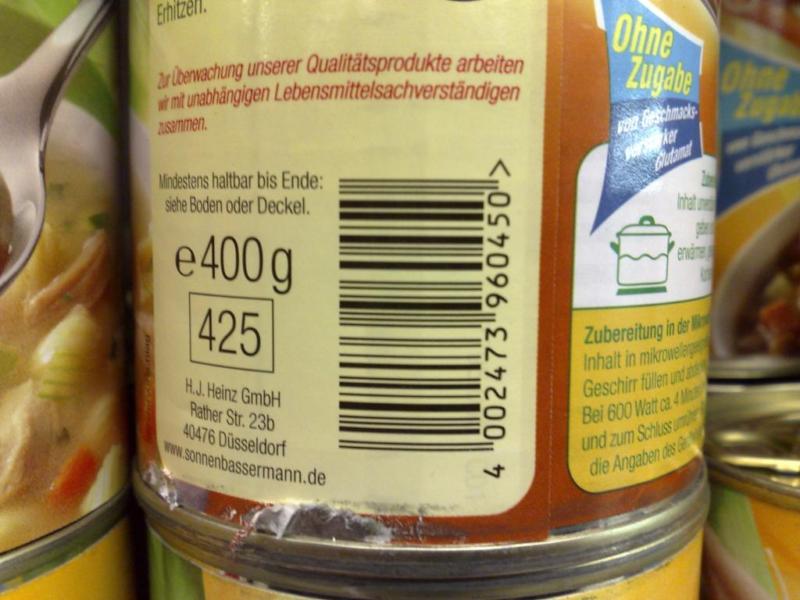 Erhitzen.
Zur Überwachung unserer Qualitätsprodukte arbeiten
wir mit unabhängigen Lebensmittelsachverständigen
zusammen.
Mindestens haltbar bis Ende:
siehe Boden oder Deckel.
e 400 g
425
H.J. Heinz GmbH
Rather Str. 23b
40476 Düsseldorf
www.sonnenbassermann.de
4 002473 960450 >
Ohne
Zugabe
von Geschmacks-
verstärker
Glutamat
Inhalt
erwärmen,
Zubereitung in der
Inhalt in
Geschirr füllen und
Bei 600 Watt ca. 4
und zum Schluss
die Angaben des
Ohne